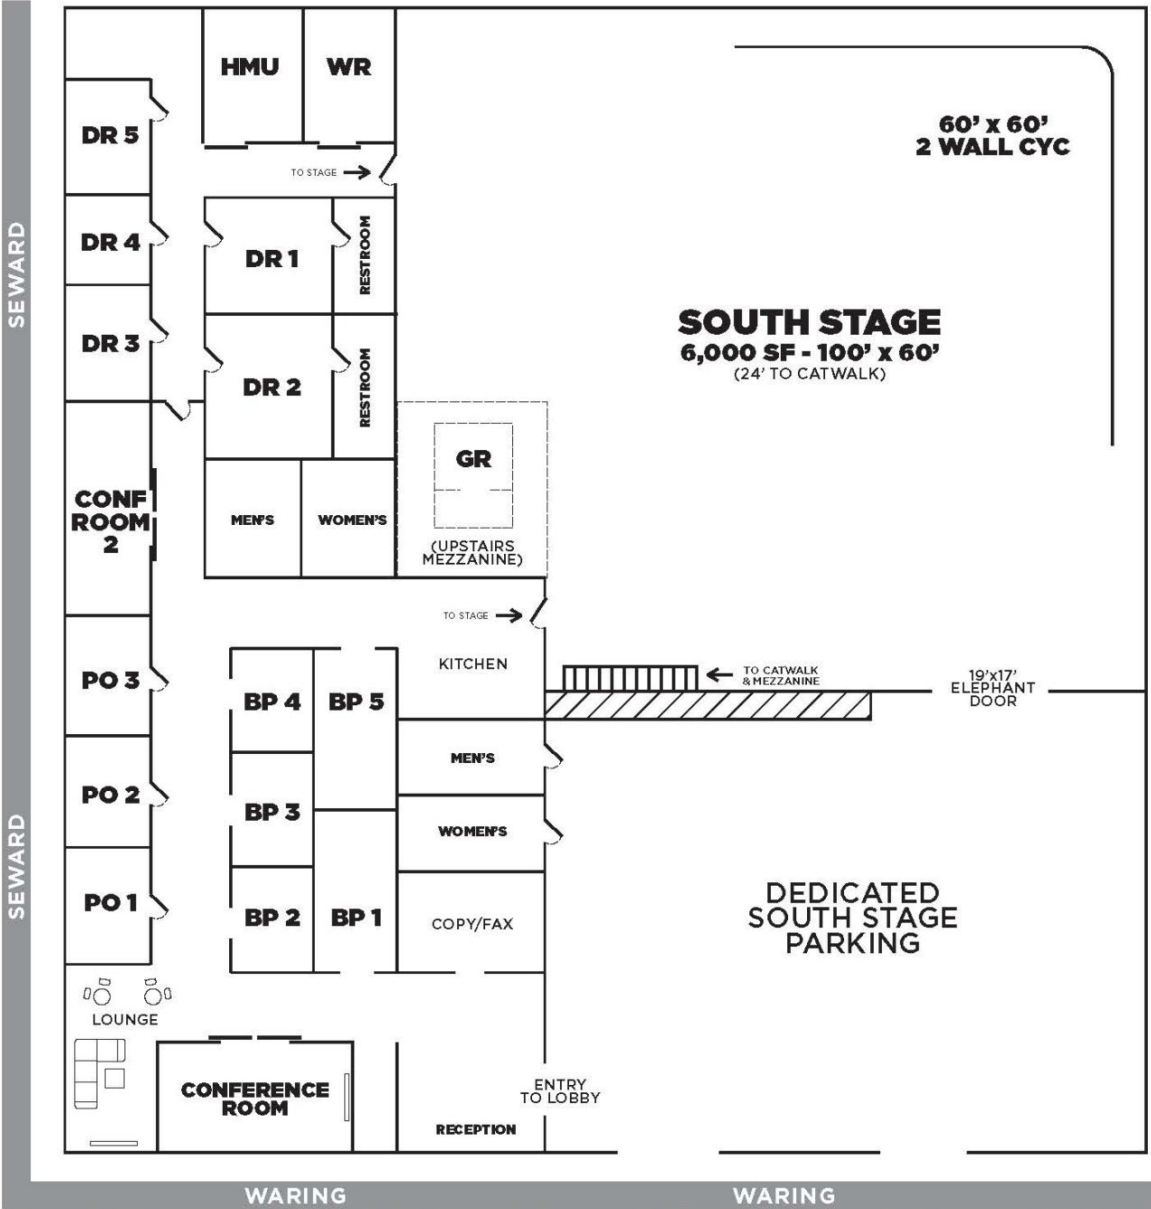 HMU
WR
60’ x 60’
2 WALL CYC
DR 5
TO STAGE
DR 4
DR 1
RESTROOM
SEWARD
SOUTH STAGE
6,000 SF - 100’ x 60’
(24’ TO CATWALK)
DR 3
DR 2
RESTROOM
GR
CONF
ROOM
2
MEN'S
WOMEN'S
(UPSTAIRS
MEZZANINE)
TO STAGE
KITCHEN
TO CATWALK
& MEZZANINE
19’x17’
ELEPHANT
DOOR
PO 3
BP 4
BP 5
MEN'S
PO 2
BP 3
WOMEN'S
SEWARD
PO 1
BP 2
BP 1
COPY/FAX
DEDICATED
SOUTH STAGE
PARKING
LOUNGE
CONFERENCE
ROOM
ENTRY
TO LOBBY
RECEPTION
WARING
WARING